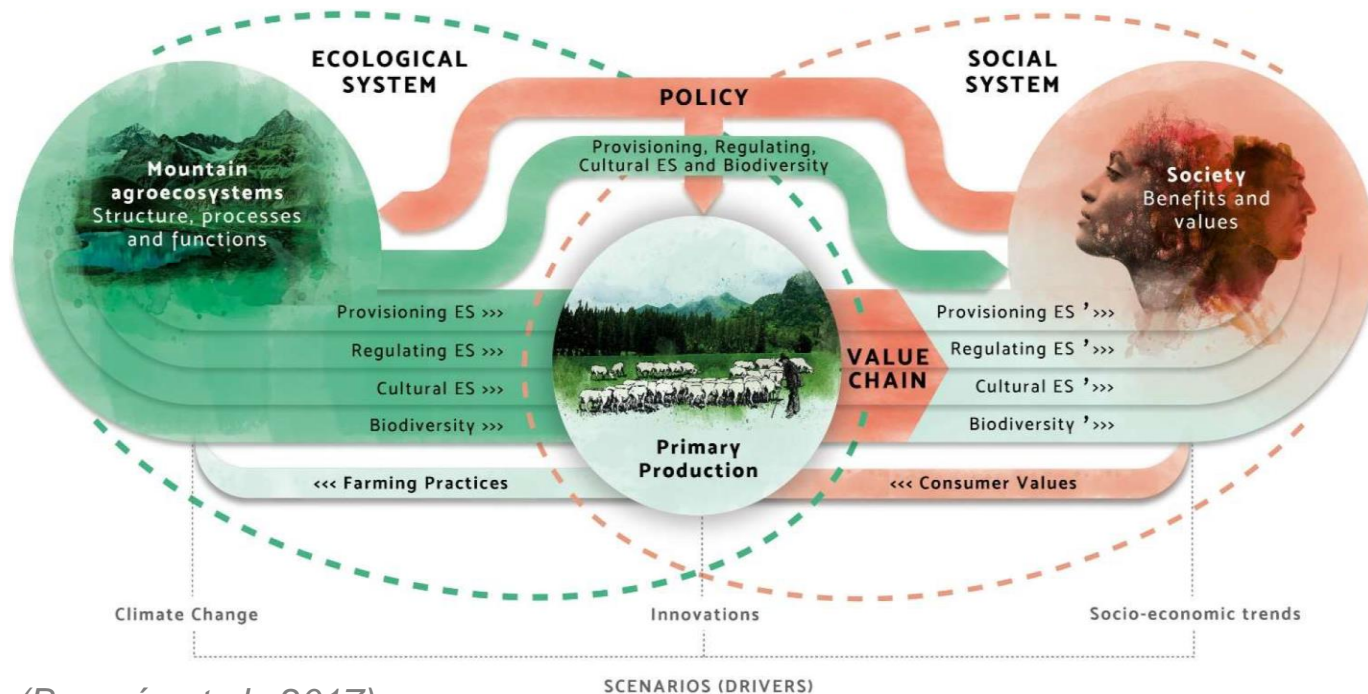 ECOLOGICAL
SYSTEM
SOCIAL
SYSTEM
POLICY
Provisioning, Regulating,
Cultural ES and Biodiversity
Mountain
agroecosystems
Structure, processes
and functions
Society
Benefits and
values
Provisioning ES >>>
Regulating ES >>>
Cultural ES >>>
Biodiversity >>>
VALUE
CHAIN
Provisioning ES ’>>>
Regulating ES ’>>>
Cultural ES ’>>>
Biodiversity ’>>>
Primary
Production
<<< Farming Practices
<<< Consumer Values
Climate Change
Innovations
Socio-economic trends
SCENARIOS (DRIVERS)